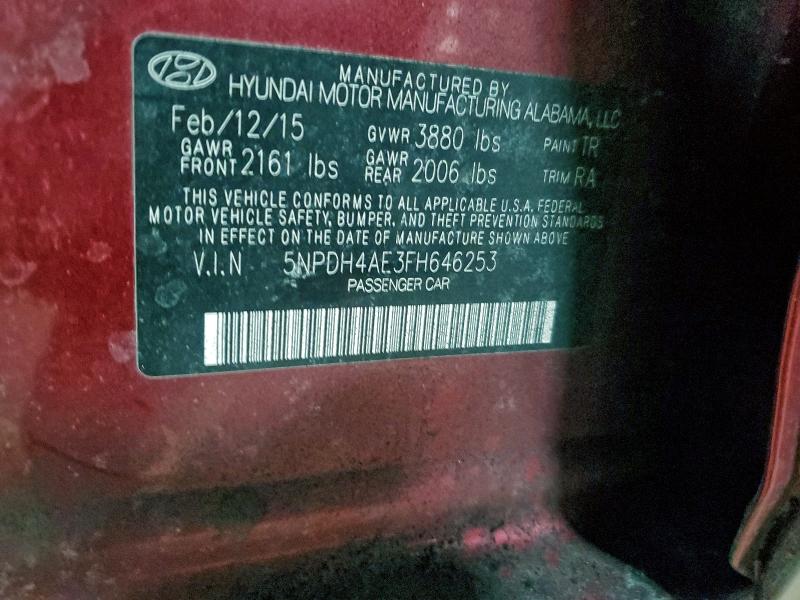 MANUFACTURED BY
HYUNDAI MOTOR MANUFACTURING ALABAMA, LLC
Feb/12/15 GVWR 3880 lbs PAINT TR
GAWR FRONT 2161 lbs GAWR REAR 2006 lbs TRIM RA
THIS VEHICLE CONFORMS TO ALL APPLICABLE U.S.A. FEDERAL
MOTOR VEHICLE SAFETY, BUMPER, AND THEFT PREVENTION STANDARDS
IN EFFECT ON THE DATE OF MANUFACTURE SHOWN ABOVE
V.I.N 5NPDH4AE3FH646253
PASSENGER CAR